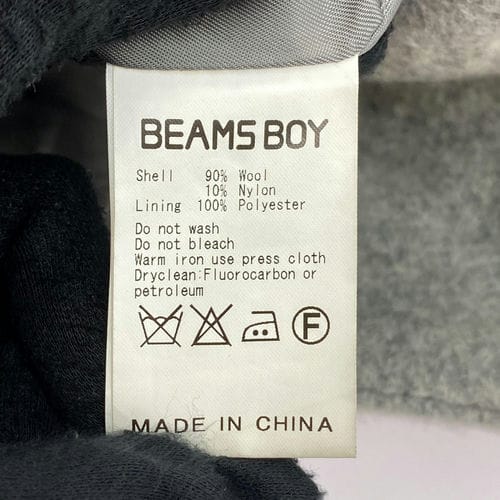 BEAMS BOY
Shell 90% Wool
10% Nylon
Lining 100% Polyester
Do not wash
Do not bleach
Warm iron use press cloth
Dryclean:Fluorocarbon or
petroleum
F
MADE IN CHINA